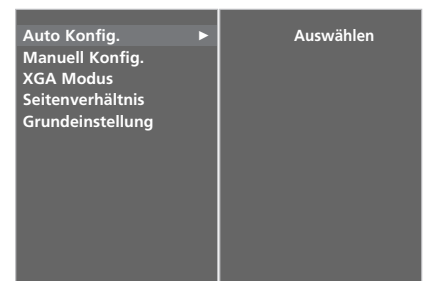 Auto Konfig. ► Auswählen
Manuell Konfig.
XGA Modus
Seitenverhältnis
Grundeinstellung